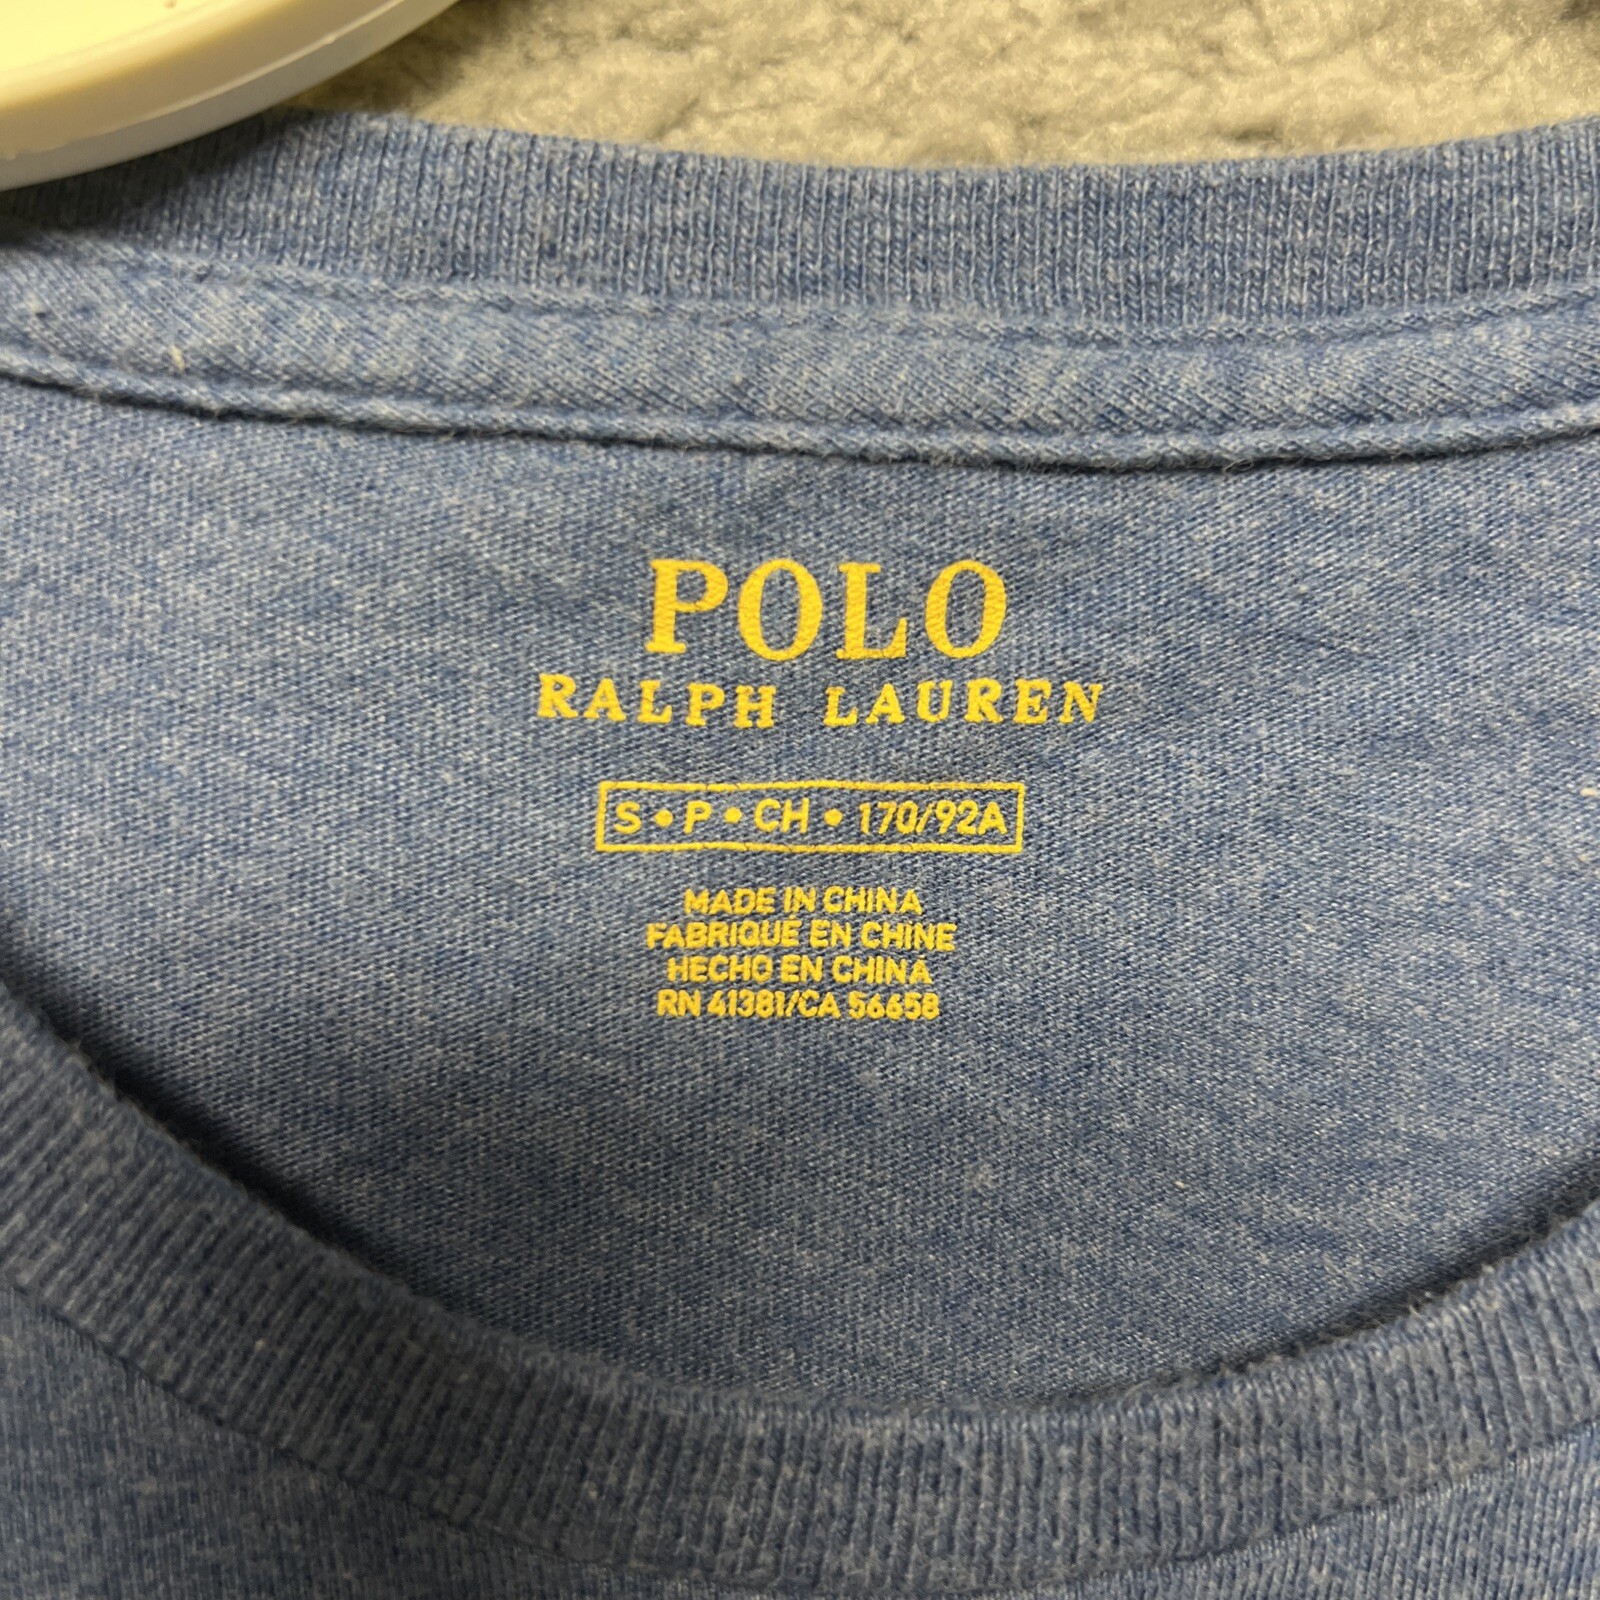 POLO
RALPH LAUREN
S • P • CH • 170/92A
MADE IN CHINA
FABRIQUÉ EN CHINE
HECHO EN CHINA
RN 41381/CA 56658